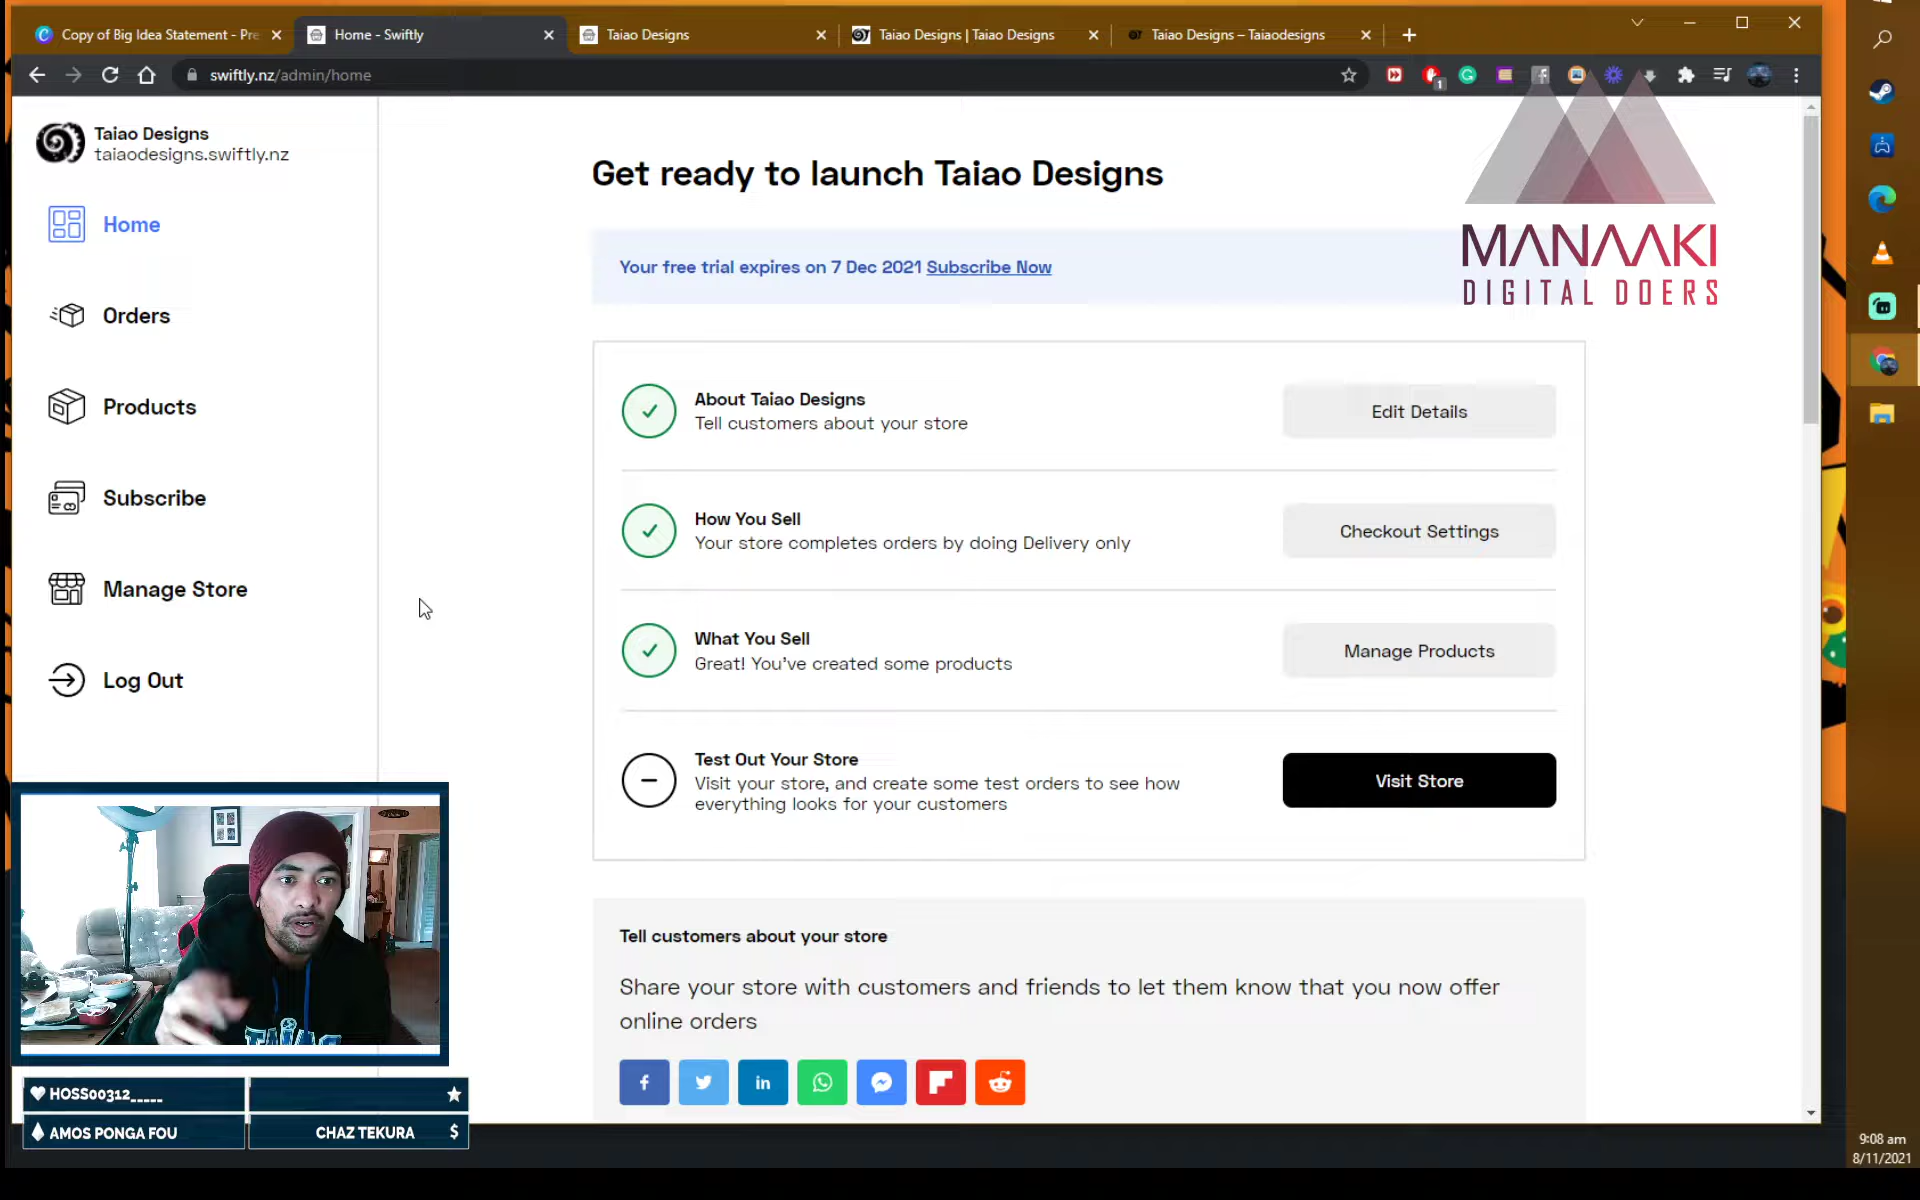 Copy of Big Idea Statement - Pre
Home - Swiftly
Taiao Designs
Taiao Designs | Taiao Designs
Taiao Designs – Taiaodesigns
swiftly.nz/admin/home
1
Taiao Designs
taiaodesigns.swiftly.nz
Home
Orders
Products
Subscribe
Manage Store
Log Out
Get ready to launch Taiao Designs
Your free trial expires on 7 Dec 2021 Subscribe Now
MANAAKI
DIGITAL DOERS
About Taiao Designs
Tell customers about your store
Edit Details
How You Sell
Your store completes orders by doing Delivery only
Checkout Settings
What You Sell
Great! You've created some products
Manage Products
Test Out Your Store
Visit your store, and create some test orders to see how
everything looks for your customers
Visit Store
Tell customers about your store
Share your store with customers and friends to let them know that you now offer
online orders
HOSS00312_____
AMOS PONGA FOU
CHAZ TEKURA $
9:08 am
8/11/2021